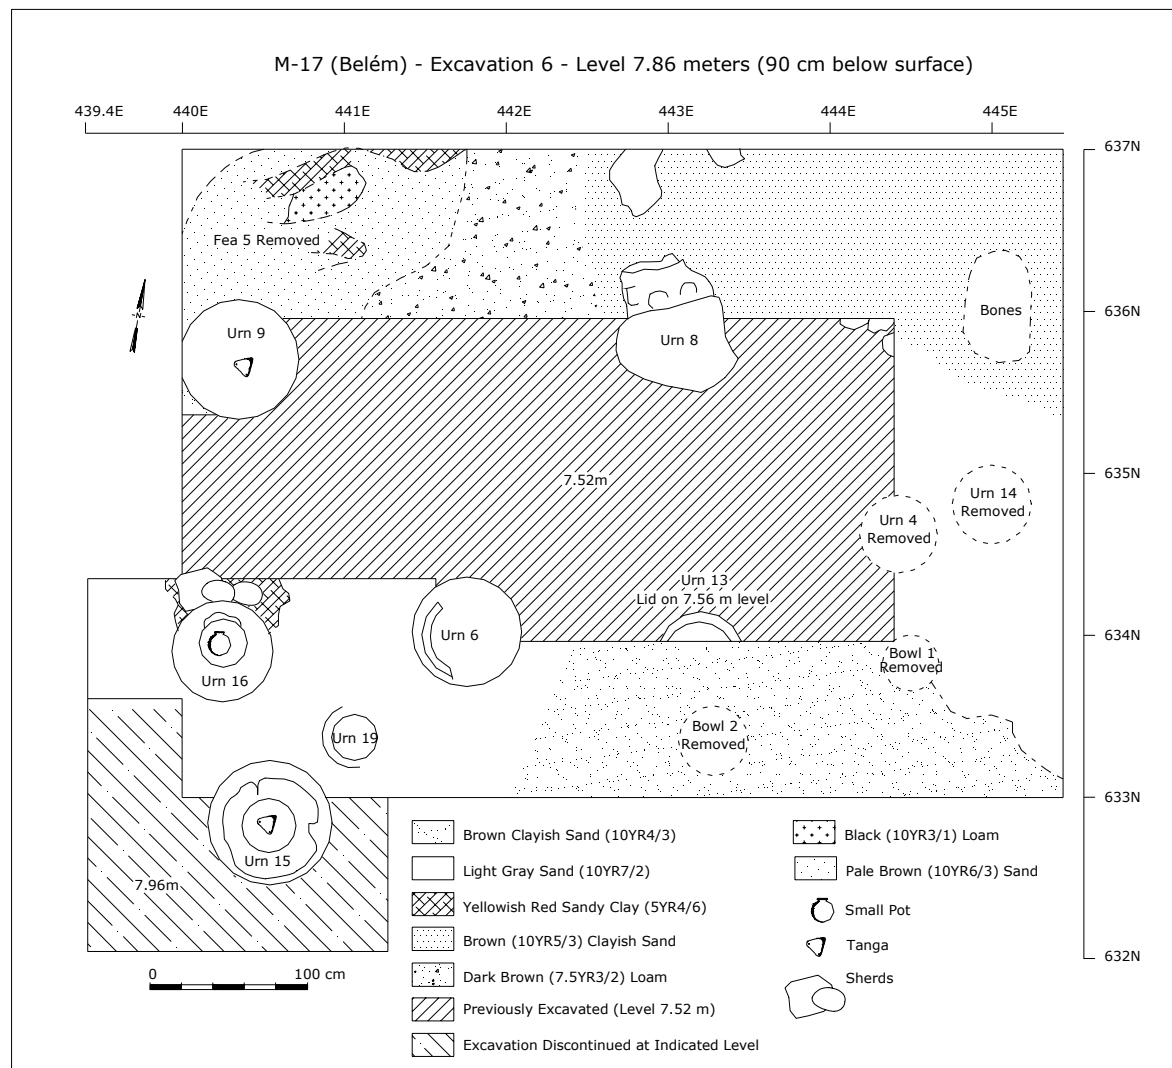 M-17 (Belém) - Excavation 6 - Level 7.86 meters (90 cm below surface)
439.4E
440E
441E
442E
443E
444E
445E
637N
636N
635N
634N
633N
632N
Fea 5 Removed
-N-
Urn 9
Urn 8
Bones
7.52m
Urn 14
Removed
Urn 4
Removed
Urn 13
Lid on 7.56 m level
Urn 6
Urn 16
Bowl 1
Removed
Urn 19
Bowl 2
Removed
Urn 15
7.96m
0
100 cm
Brown Clayish Sand (10YR4/3)
Light Gray Sand (10YR7/2)
Yellowish Red Sandy Clay (5YR4/6)
Brown (10YR5/3) Clayish Sand
Dark Brown (7.5YR3/2) Loam
Previously Excavated (Level 7.52 m)
Excavation Discontinued at Indicated Level
Black (10YR3/1) Loam
Pale Brown (10YR6/3) Sand
Small Pot
Tanga
Sherds